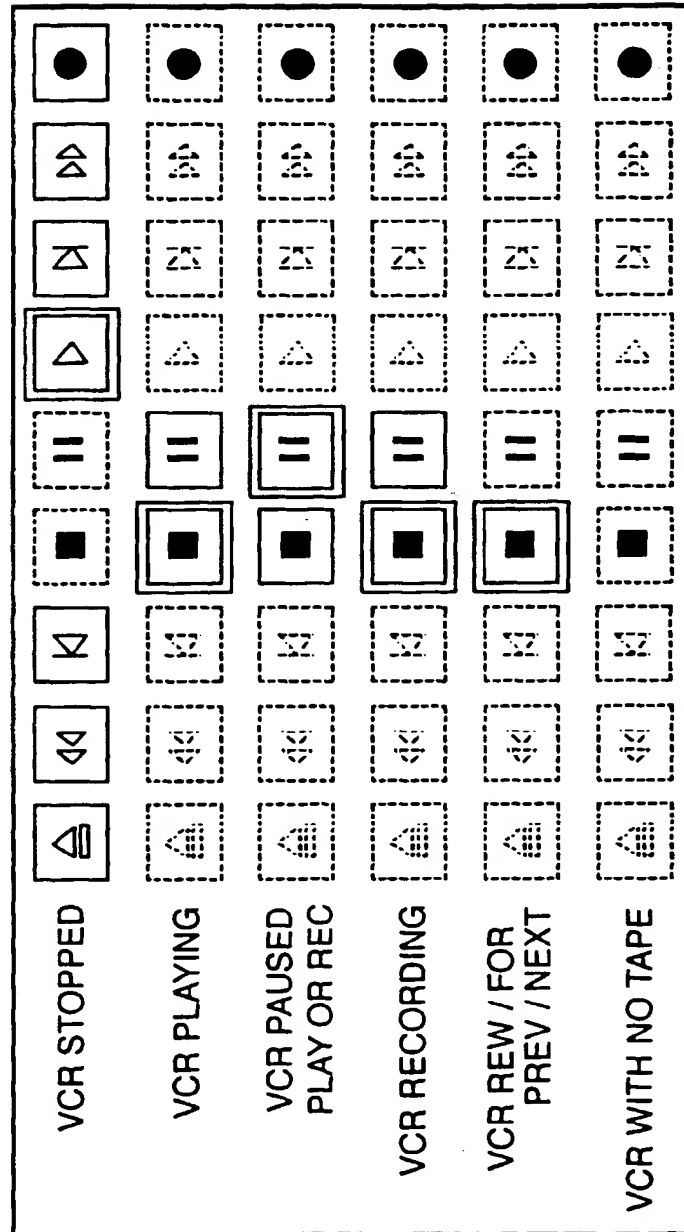 VCR STOPPED
VCR PLAYING
VCR PAUSED
PLAY OR REC
VCR RECORDING
VCR REW / FOR
PREV / NEXT
VCR WITH NO TAPE